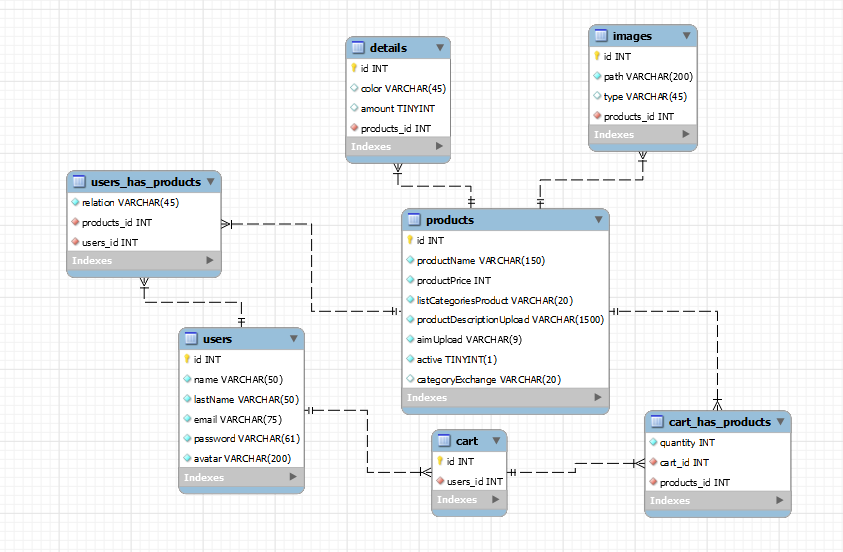 details
id INT
color VARCHAR(45)
amount TINYINT
products_id INT
Indexes
images
id INT
path VARCHAR(200)
type VARCHAR(45)
products_id INT
Indexes
users_has_products
relation VARCHAR(45)
products_id INT
users_id INT
Indexes
products
id INT
productName VARCHAR(150)
productPrice INT
listCategoriesProduct VARCHAR(20)
productDescriptionUpload VARCHAR(1500)
aimUpload VARCHAR(9)
active TINYINT(1)
categoryExchange VARCHAR(20)
Indexes
users
id INT
name VARCHAR(50)
lastName VARCHAR(50)
email VARCHAR(75)
password VARCHAR(61)
avatar VARCHAR(200)
Indexes
cart
id INT
users_id INT
Indexes
cart_has_products
quantity INT
cart_id INT
products_id INT
Indexes